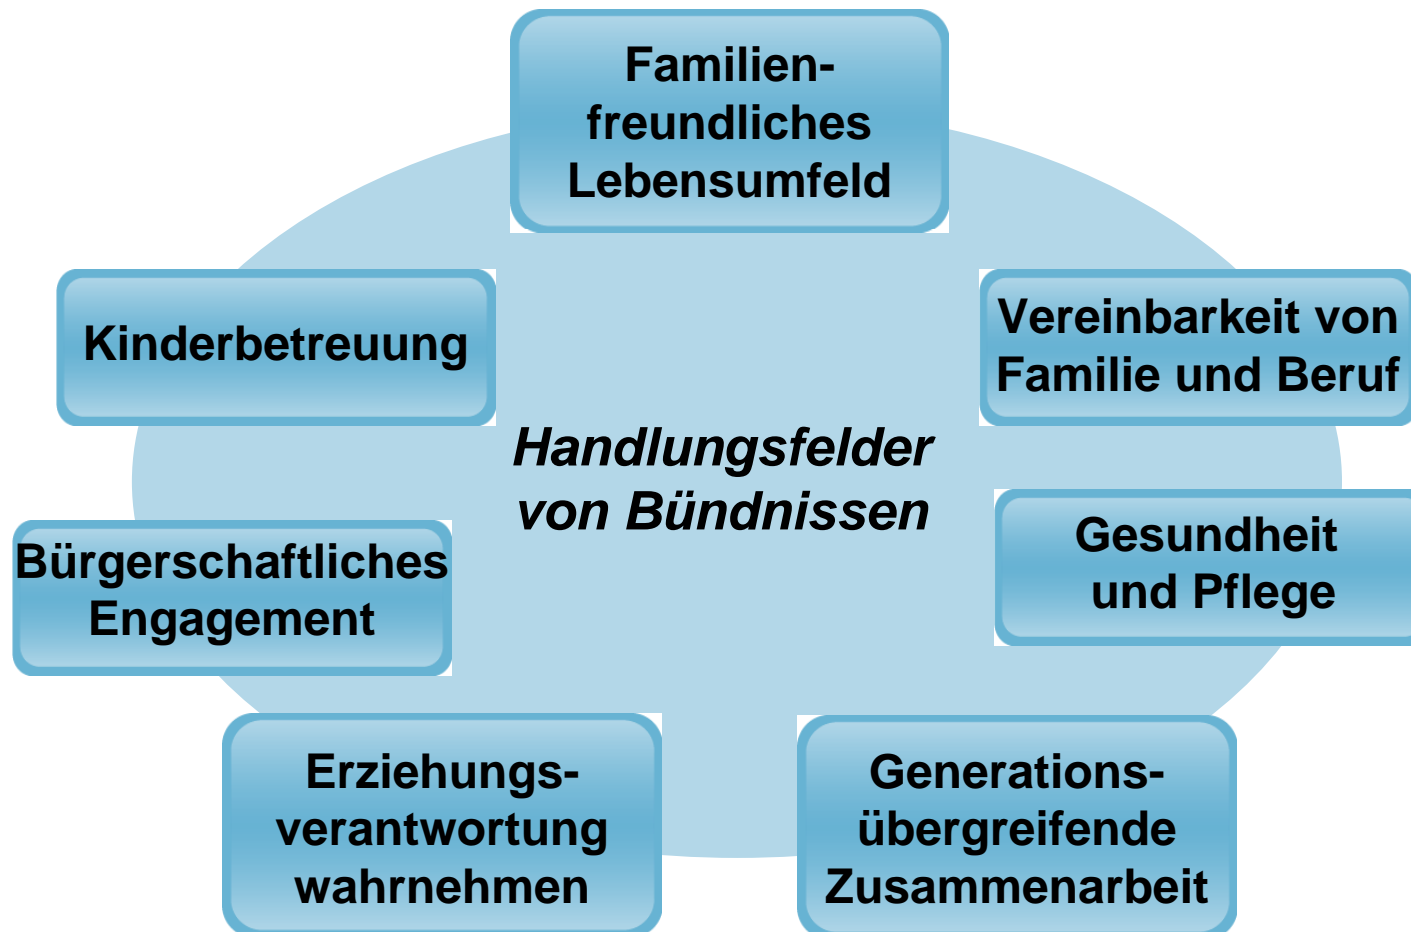 Familien-
freundliches
Lebensumfeld
Kinderbetreuung
Vereinbarkeit von
Familie und Beruf
Handlungsfelder
von Bündnissen
Bürgerschaftliches
Engagement
Gesundheit
und Pflege
Erziehungs-
verantwortung
wahrnehmen
Generations-
übergreifende
Zusammenarbeit